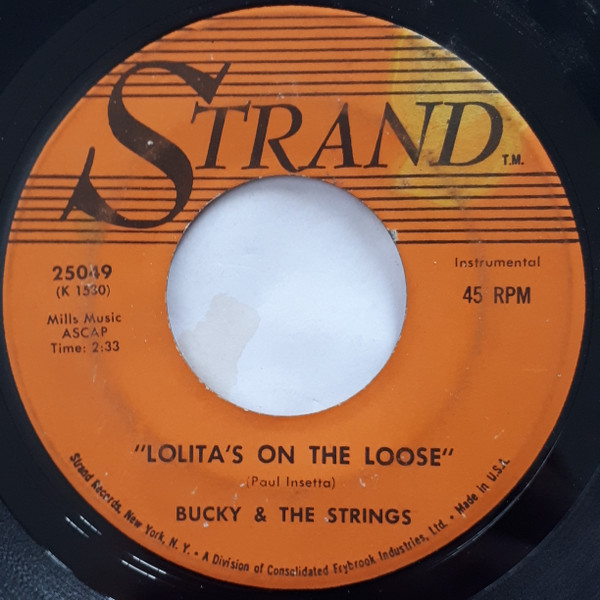 STRAND T.M.
25049
(K 1530)
Mills Music
ASCAP
Time: 2:33
Instrumental
45 RPM
"LOLITA'S ON THE LOOSE"
(Paul Insetta)
BUCKY & THE STRINGS
Strand Records, New York, N. Y. • A Division of Consolidated Frybrook Industries, Ltd. • Made in U.S.A.